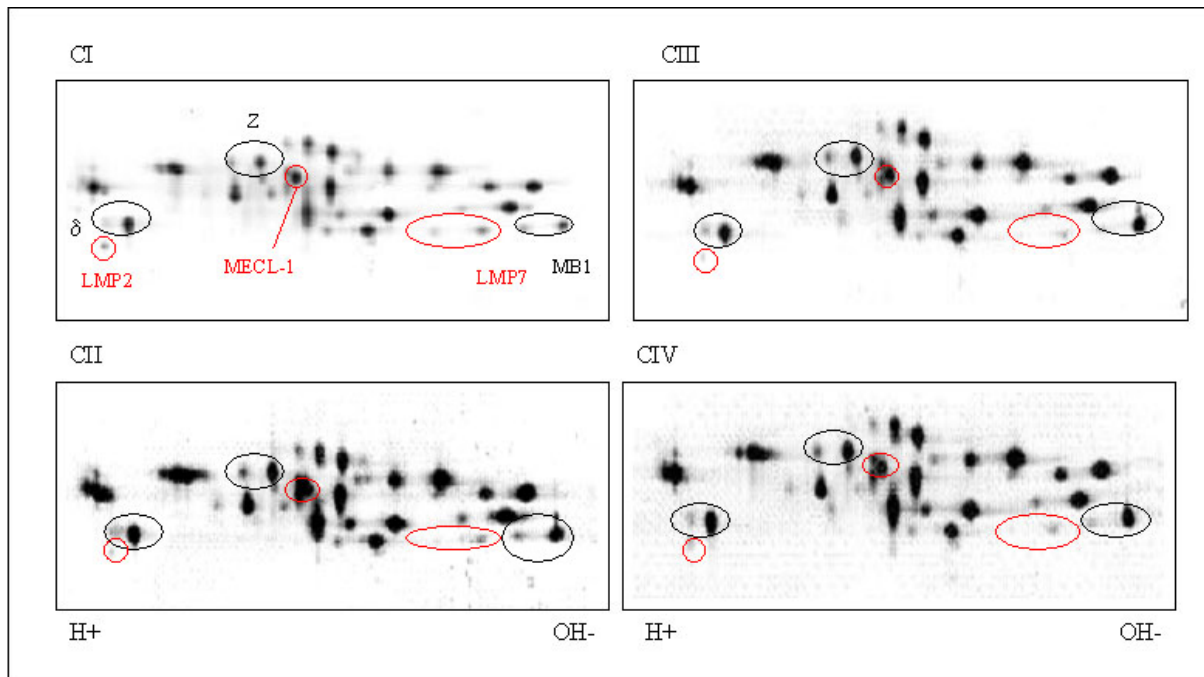 CI
CIII
Z
δ
LMP2
MECL-1
LMP7
MB1
CII
CIV
H+
OH-
H+
OH-